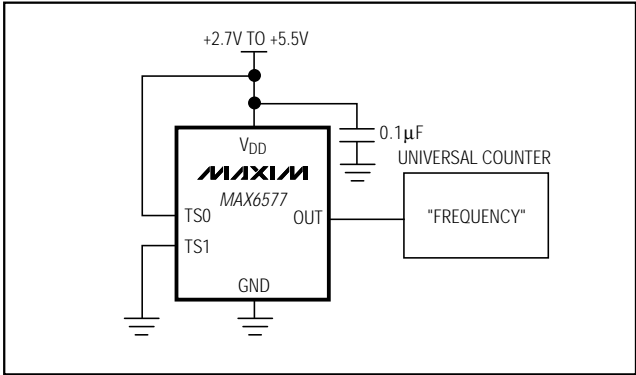 +2.7V TO +5.5V
0.1μF
VDD
MAXIM
MAX6577
UNIVERSAL COUNTER
TS0
OUT
"FREQUENCY"
TS1
GND